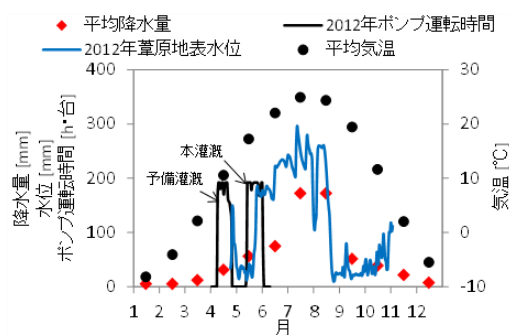 平均降水量
2012年ポンプ運転時間
2012年葦原地表水位
平均気温
降水量 [mm]
水位 [mm]
ポンプ運転時間 [h・台]
400
300
200
100
0
30
20
10
0
-10
気温 [℃]
予備灌漑
本灌漑
1 2 3 4 5 6 7 8 9 10 11 12
月